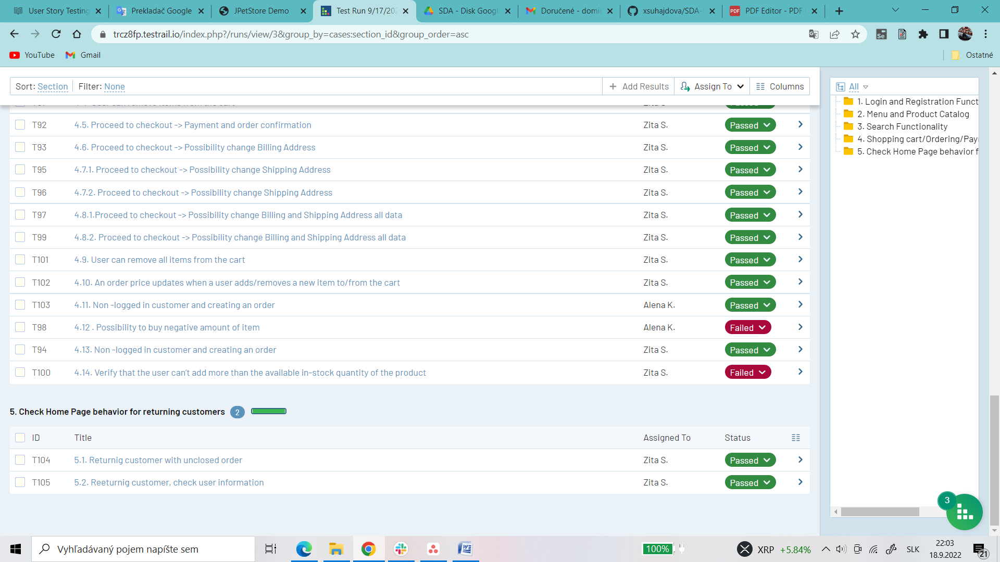 User Story Testing
Prekladač Google
JPetStore Demo
Test Run 9/17/202
SDA - Disk Googl
Doručené - domi
xsuhajdova/SDA-
PDF Editor - PDF
trcz8fp.testrail.io/index.php?/runs/view/3&group_by=cases:section_id&group_order=asc
YouTube
Gmail
Ostatné
Sort: Section
Filter: None
Add Results
Assign To
Columns
All
1. Login and Registration Funct
2. Menu and Product Catalog
3. Search Functionality
4. Shopping cart/Ordering/Pay
5. Check Home Page behavior f
T92 4.5. Proceed to checkout -> Payment and order confirmation Zita S. Passed
T93 4.6. Proceed to checkout -> Possibility change Billing Address Zita S. Passed
T95 4.7.1. Proceed to checkout -> Possibility change Shipping Address Zita S. Passed
T96 4.7.2. Proceed to checkout -> Possibility change Shipping Address Zita S. Passed
T97 4.8.1.Proceed to checkout -> Possibility change Billing and Shipping Address all data Zita S. Passed
T99 4.8.2. Proceed to checkout -> Possibility change Billing and Shipping Address all data Zita S. Passed
T101 4.9. User can remove all items from the cart Zita S. Passed
T102 4.10. An order price updates when a user adds/removes a new item to/from the cart Zita S. Passed
T103 4.11. Non -logged in customer and creating an order Alena K. Passed
T98 4.12 . Possibility to buy negative amount of item Alena K. Failed
T94 4.13. Non -logged in customer and creating an order Zita S. Passed
T100 4.14. Verify that the user can't add more than the available in-stock quantity of the product Zita S. Failed
5. Check Home Page behavior for returning customers 2
ID Title Assigned To Status
T104 5.1. Returnig customer with unclosed order Zita S. Passed
T105 5.2. Reeturnig customer, check user information Zita S. Passed
3
Vyhľadávaný pojem napíšte sem
100%
XRP +5.84%
SLK
22:03
18.9.2022
21